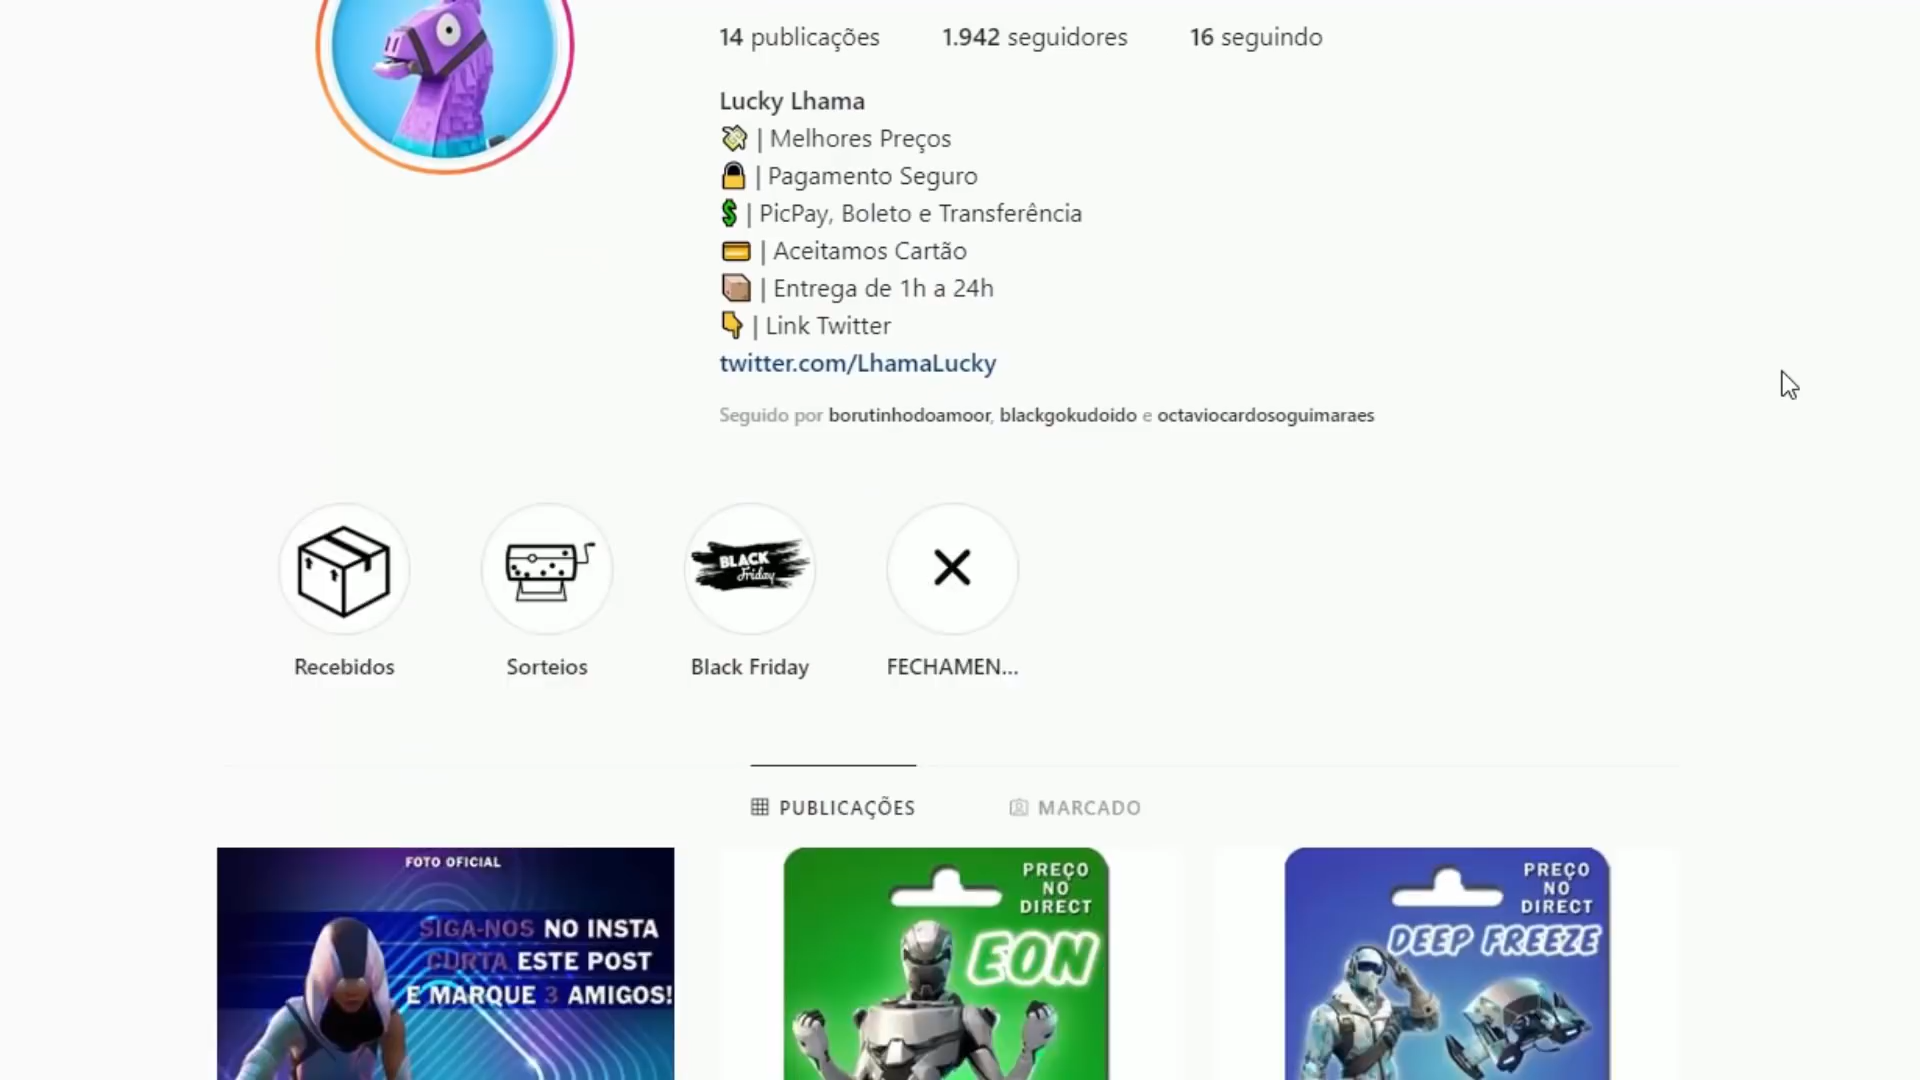 14 publicações 1.942 seguidores 16 seguindo
Lucky Lhama
| Melhores Preços
| Pagamento Seguro
| PicPay, Boleto e Transferência
| Aceitamos Cartão
| Entrega de 1h a 24h
| Link Twitter
twitter.com/LhamaLucky
Seguido por borutinhodoamoor, blackgokudoido e octaviocardosoguimaraes
BLACK
Friday
Recebidos Sorteios Black Friday FECHAMEN...
PUBLICAÇÕES MARCADO
FOTO OFICIAL
SIGA-NOS NO INSTA
CURTA ESTE POST
E MARQUE 3 AMIGOS!
PREÇO
NO
DIRECT
EON
PREÇO
NO
DIRECT
DEEP FREEZE